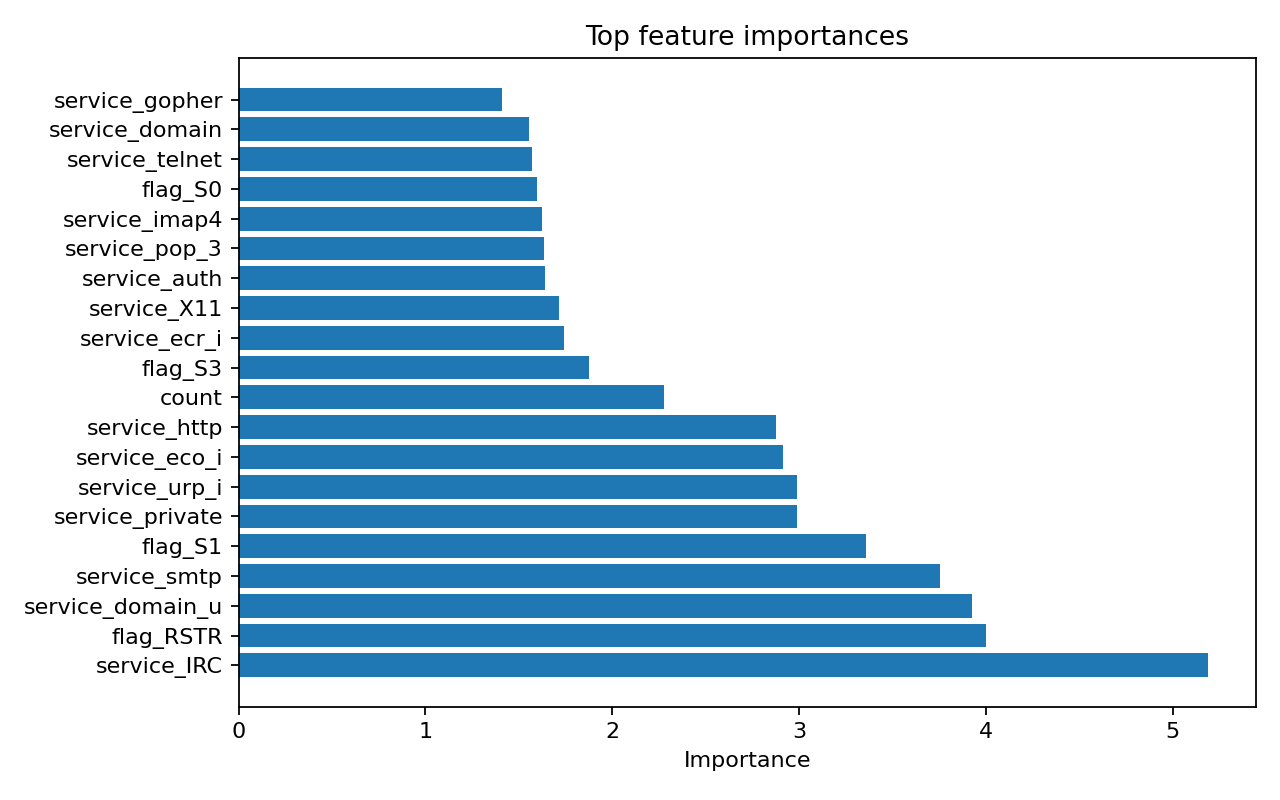 Top feature importances
service_gopher
service_domain
service_telnet
flag_S0
service_imap4
service_pop_3
service_auth
service_X11
service_ecr_i
flag_S3
count
service_http
service_eco_i
service_urp_i
service_private
flag_S1
service_smtp
service_domain_u
flag_RSTR
service_IRC
0 1 2 3 4 5
Importance